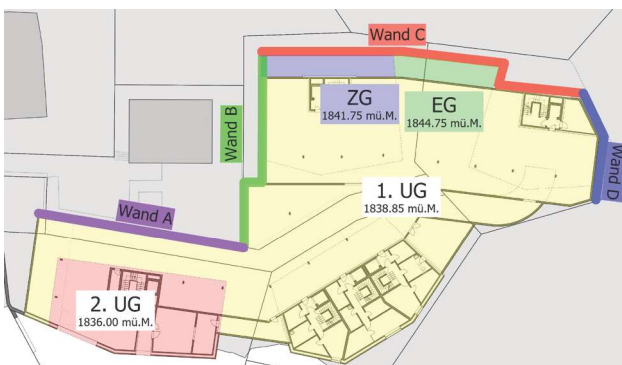 Wand C
Wand B
ZG
1841.75 mü.M.
EG
1844.75 mü.M.
Wand D
1. UG
1838.85 mü.M.
Wand A
2. UG
1836.00 mü.M.